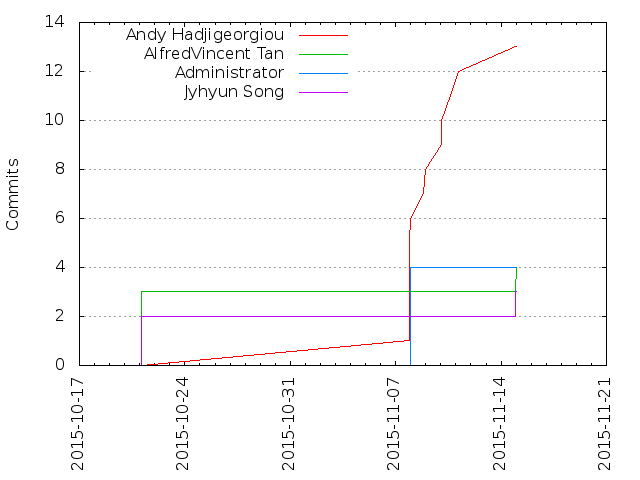 14
12
10
8
6
4
2
0
Commits
Andy Hadjigeorgiou
AlfredVincent Tan
Administrator
Jyhyun Song
2015-10-17
2015-10-24
2015-10-31
2015-11-07
2015-11-14
2015-11-21